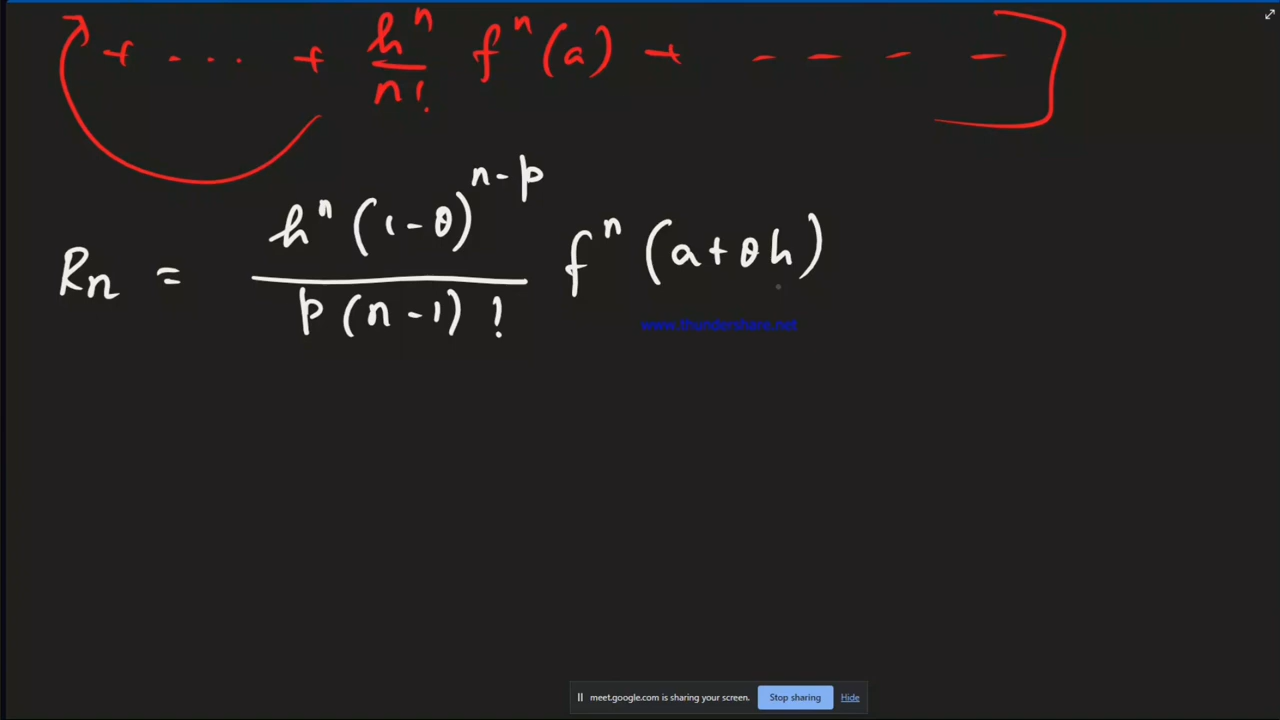 + ... + h^n/n! f^n(a) + - - - -
Rn = h^n (1-θ)^{n-p} / p(n-1)! f^n (a+θh)
www.thundershare.net
meet.google.com is sharing your screen. Stop sharing Hide